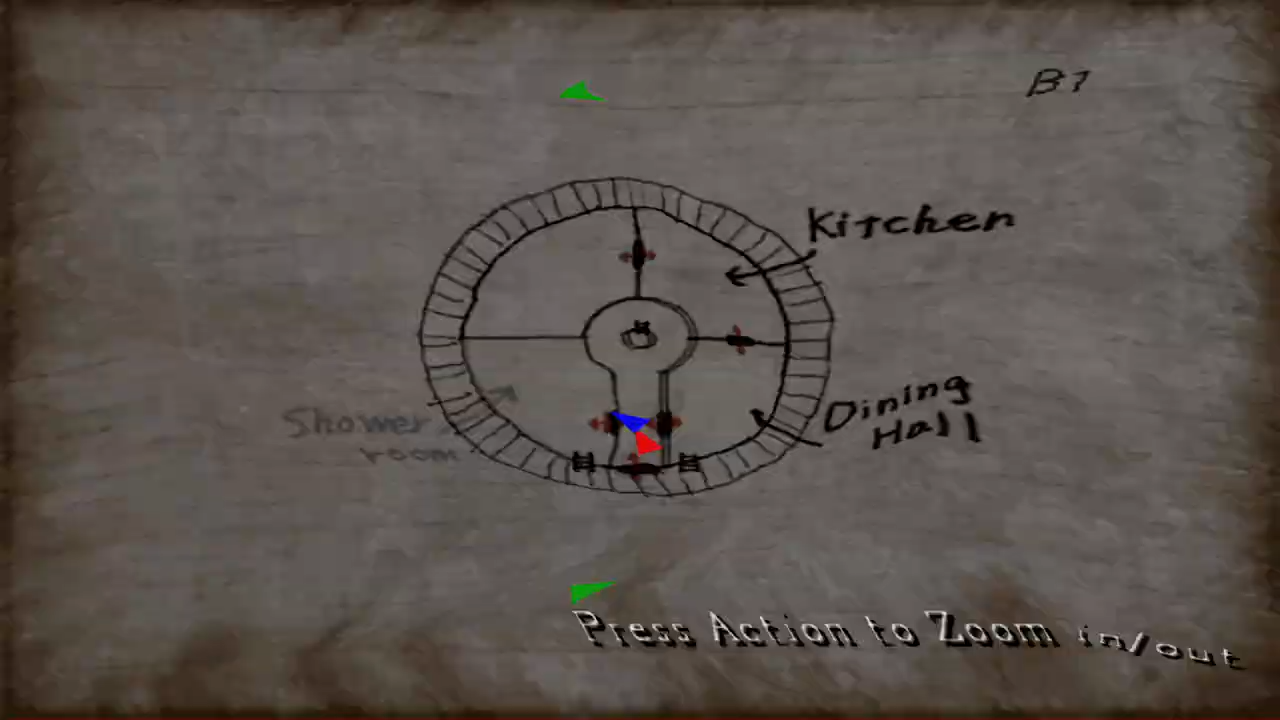 B1
Kitchen
Dining
Hall
Shower
room
Press Action to Zoom in/out